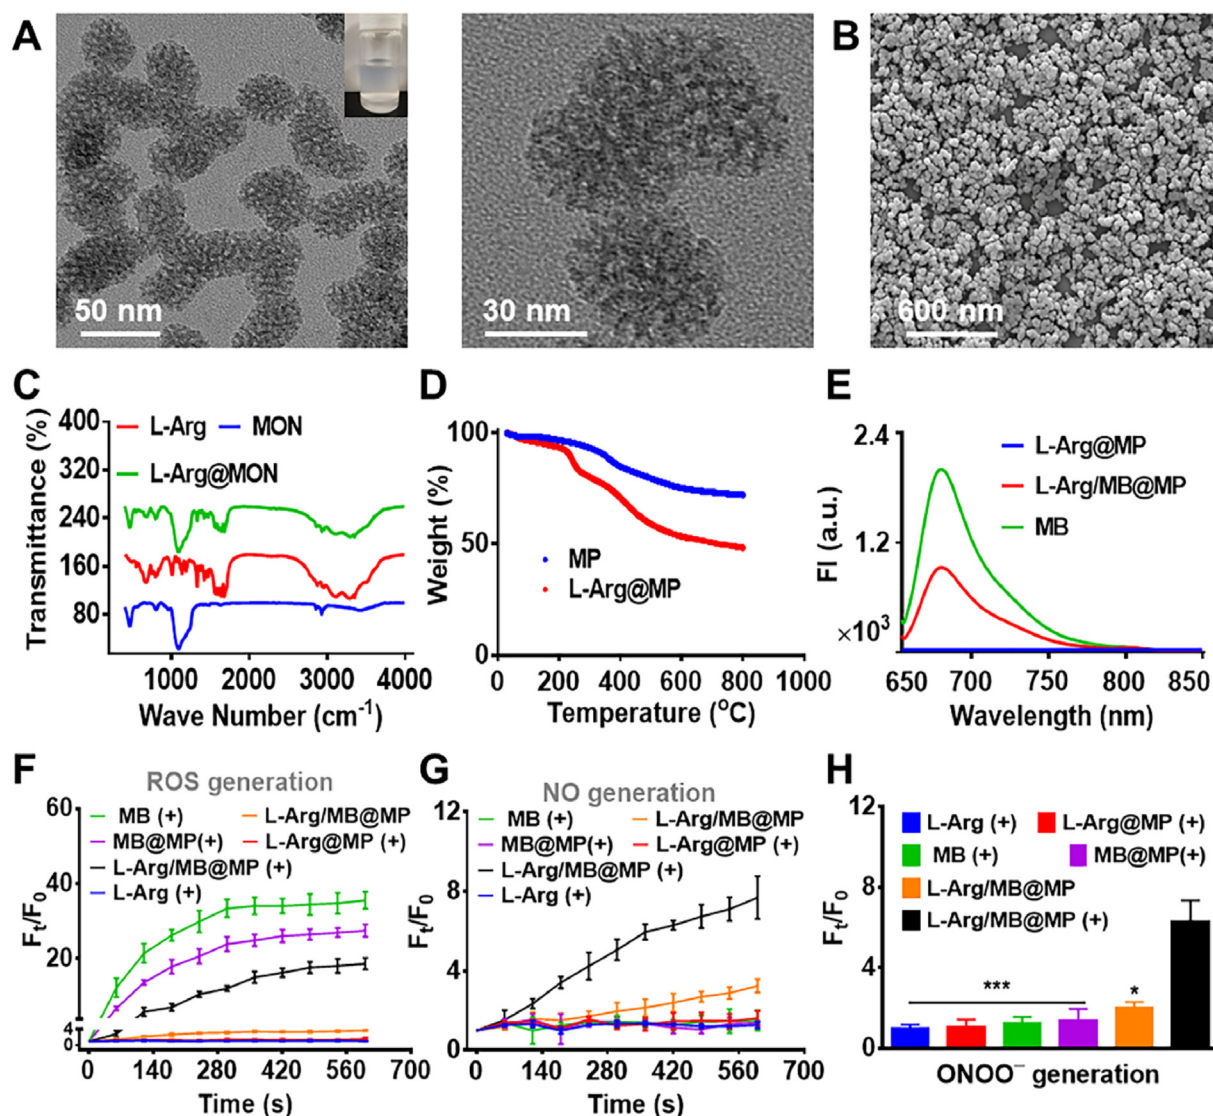 A
50 nm
30 nm
B
600 nm
C
Transmittance (%)
400
320
240
160
80
L-Arg MON
L-Arg@MON
1000 2000 3000 4000
Wave Number (cm⁻¹)
D
Weight (%)
100
50
0
MP
L-Arg@MP
0 200 400 600 800 1000
Temperature (°C)
E
FI (a.u.)
2.4
1.2
×10³
L-Arg@MP
L-Arg/MB@MP
MB
650 700 750 800 850
Wavelength (nm)
F
ROS generation
Fₜ/F₀
60
40
20
4
0
MB (+) L-Arg/MB@MP
MB@MP(+) L-Arg@MP (+)
L-Arg/MB@MP (+)
L-Arg (+)
0 140 280 420 560 700
Time (s)
G
NO generation
Fₜ/F₀
12
8
4
0
MB (+) L-Arg/MB@MP
MB@MP(+) L-Arg@MP (+)
L-Arg/MB@MP (+)
L-Arg (+)
0 140 280 420 560 700
Time (s)
H
Fₜ/F₀
12
8
4
0
L-Arg (+) L-Arg@MP (+)
MB (+) MB@MP(+)
L-Arg/MB@MP
L-Arg/MB@MP (+)
***
*
ONOO⁻ generation